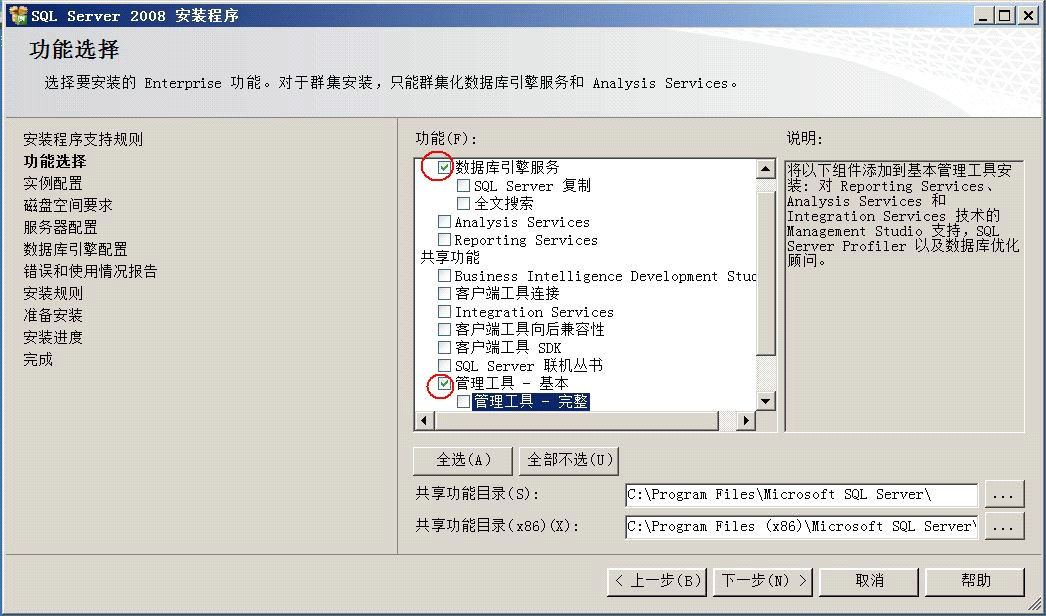 SQL Server 2008 安装程序
功能选择
选择要安装的 Enterprise 功能。对于群集安装，只能群集化数据库引擎服务和 Analysis Services。
安装程序支持规则
功能选择
实例配置
磁盘空间要求
服务器配置
数据库引擎配置
错误和使用情况报告
安装规则
准备安装
安装进度
完成
功能(F):
数据库引擎服务
SQL Server 复制
全文搜索
Analysis Services
Reporting Services
共享功能
Business Intelligence Development Stud
客户端工具连接
Integration Services
客户端工具向后兼容性
客户端工具 SDK
SQL Server 联机丛书
管理工具 - 基本
管理工具 - 完整
说明:
将以下组件添加到基本管理工具安
装: 对 Reporting Services、
Analysis Services 和
Integration Services 技术的
Management Studio 支持，SQL
Server Profiler 以及数据库优化
顾问。
全选(A)
全部不选(U)
共享功能目录(S):
C:\Program Files\Microsoft SQL Server\
...
共享功能目录(x86)(X):
C:\Program Files (x86)\Microsoft SQL Server\
...
< 上一步(B)
下一步(N) >
取消
帮助